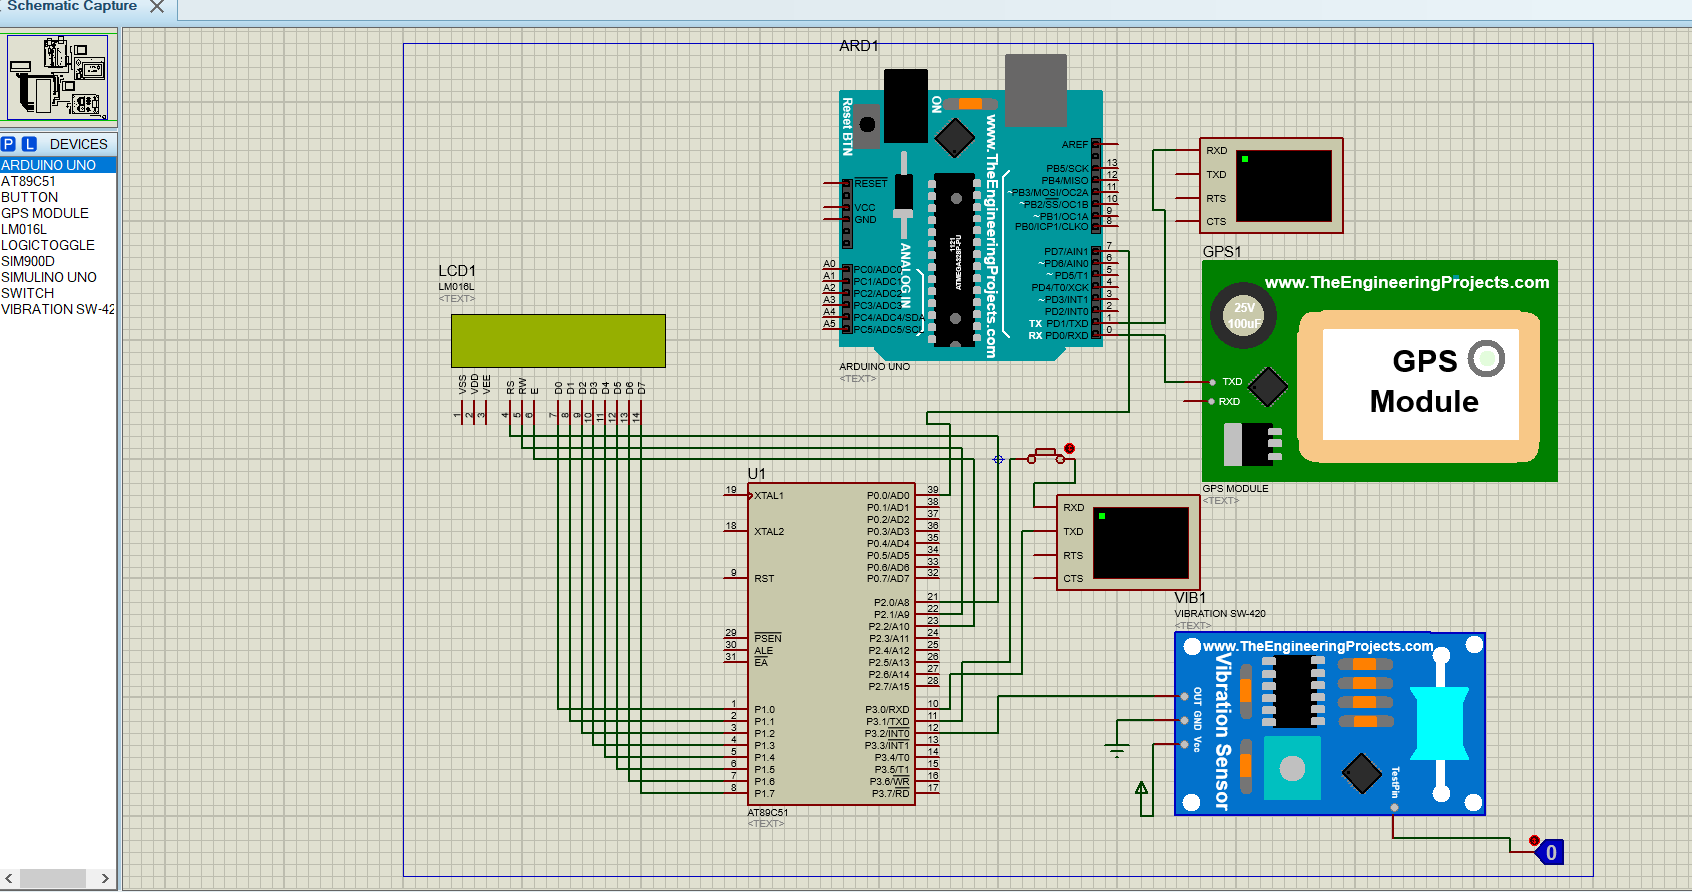 Schematic Capture
P L DEVICES
ARDUINO UNO
AT89C51
BUTTON
GPS MODULE
LM016L
LOGICTOGGLE
SIM900D
SIMULINO UNO
SWITCH
VIBRATION SW-42
ARD1
Reset BTN
ON
www.TheEngineeringProjects.com
ANALOG IN
ATMEGA328P-PU
1121
RESET
VCC
GND
A0 PC0/ADC0
A1 PC1/ADC1
A2 PC2/ADC2
A3 PC3/ADC3
A4 PC4/ADC4/SDA
A5 PC5/ADC5/SCL
AREF
PB5/SCK 13
PB4/MISO 12
~PB3/MOSI/OC2A 11
~PB2/SS/OC1B 10
~PB1/OC1A 9
PB0/ICP1/CLKO 8
PD7/AIN1 7
~PD6/AIN0 6
~PD5/T1 5
PD4/T0/XCK 4
~PD3/INT1 3
PD2/INT0 2
TX PD1/TXD 1
RX PD0/RXD 0
ARDUINO UNO
<TEXT>
RXD
TXD
RTS
CTS
GPS1
www.TheEngineeringProjects.com
25V
100uF
GPS
Module
TXD
RXD
GPS MODULE
<TEXT>
LCD1
LM016L
<TEXT>
VSS VDD VEE RS RW E D0 D1 D2 D3 D4 D5 D6 D7
1 2 3 4 5 6 7 8 9 10 11 12 13 14
U1
19 XTAL1
18 XTAL2
9 RST
29 PSEN
30 ALE
31 EA
1 P1.0
2 P1.1
3 P1.2
4 P1.3
5 P1.4
6 P1.5
7 P1.6
8 P1.7
P0.0/AD0 39
P0.1/AD1 38
P0.2/AD2 37
P0.3/AD3 36
P0.4/AD4 35
P0.5/AD5 34
P0.6/AD6 33
P0.7/AD7 32
P2.0/A8 21
P2.1/A9 22
P2.2/A10 23
P2.3/A11 24
P2.4/A12 25
P2.5/A13 26
P2.6/A14 27
P2.7/A15 28
P3.0/RXD 10
P3.1/TXD 11
P3.2/INT0 12
P3.3/INT1 13
P3.4/T0 14
P3.5/T1 15
P3.6/WR 16
P3.7/RD 17
AT89C51
<TEXT>
RXD
TXD
RTS
CTS
VIB1
VIBRATION SW-420
<TEXT>
www.TheEngineeringProjects.com
Vibration Sensor
OUT GND Vcc
TestPin
0